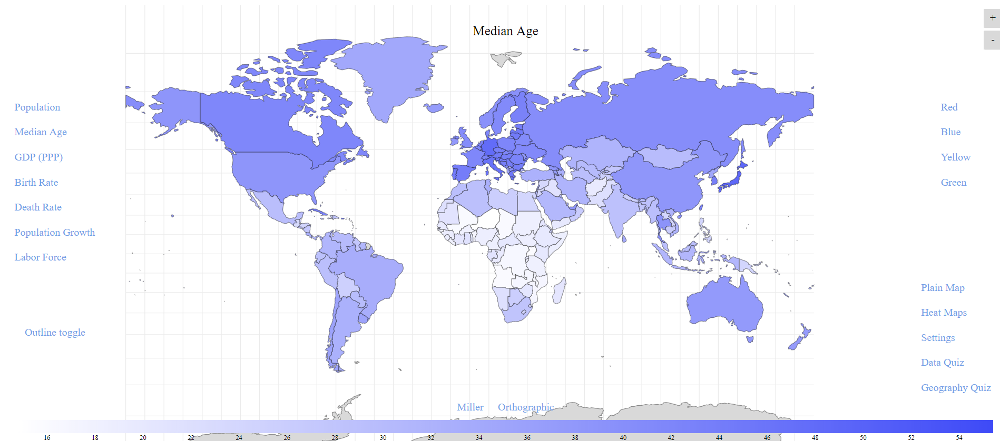 Median Age
+
-
Population
Median Age
GDP (PPP)
Birth Rate
Death Rate
Population Growth
Labor Force
Outline toggle
Red
Blue
Yellow
Green
Plain Map
Heat Maps
Settings
Data Quiz
Geography Quiz
Miller Orthographic
16 18 20 22 24 26 28 30 32 34 36 38 40 42 44 46 48 50 52 54